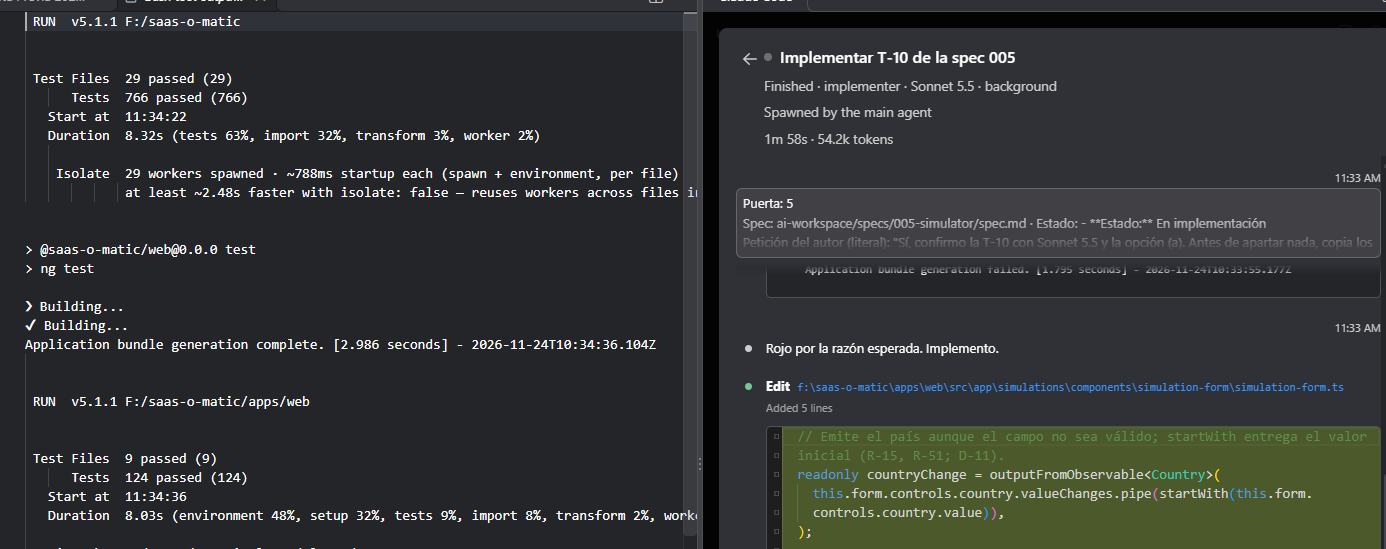 RUN  v5.1.1 F:/saas-o-matic
Test Files  29 passed (29)
Tests  766 passed (766)
Start at  11:34:22
Duration  8.32s (tests 63%, import 32%, transform 3%, worker 2%)
Isolate  29 workers spawned · ~788ms startup each (spawn + environment, per file)
at least ~2.48s faster with isolate: false — reuses workers across files
> @saas-o-matic/web@0.0.0 test
> ng test
❯ Building...
✔ Building...
Application bundle generation complete. [2.986 seconds] - 2026-11-24T10:34:36.104Z
RUN  v5.1.1 F:/saas-o-matic/apps/web
Test Files  9 passed (9)
Tests  124 passed (124)
Start at  11:34:36
Duration  8.03s (environment 48%, setup 32%, tests 9%, import 8%, transform 2%,
← Implementar T-10 de la spec 005
Finished · implementer · Sonnet 5.5 · background
Spawned by the main agent
1m 58s · 54.2k tokens
11:33 AM
Puerta: 5
Spec: ai-workspace/specs/005-simulator/spec.md · Estado: - **Estado:** En implementación
Petición del autor (literal): "Sí, confirmo la T-10 con Sonnet 5.5 y la opción (a). Antes de apartar nada, copia los
Application bundle generation failed. [1.795 seconds] - 2026-11-24T10:33:55.177Z
11:33 AM
Rojo por la razón esperada. Implemento.
Edit f:\saas-o-matic\apps\web\src\app\simulations\components\simulation-form\simulation-form.ts
Added 5 lines
// Emite el país aunque el campo no sea válido; startWith entrega el valor
inicial (R-15, R-51; D-11).
readonly countryChange = outputFromObservable<Country>(
this.form.controls.country.valueChanges.pipe(startWith(this.form.
controls.country.value)),
);